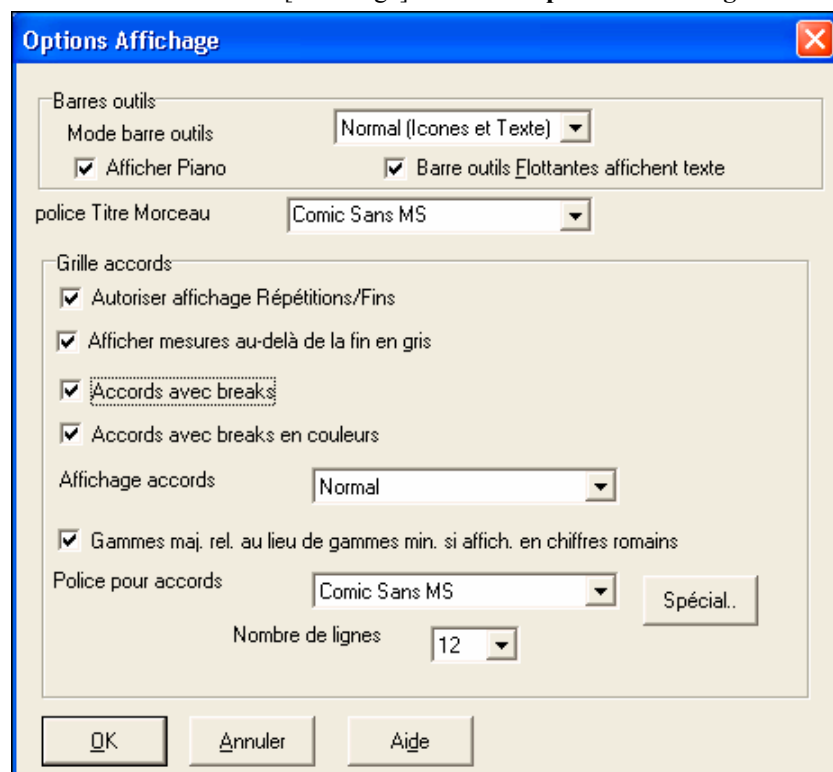 Options Affichage
Barres outils
Mode barre outils
Normal (Icones et Texte)
Afficher Piano
Barre outils Flottantes affichent texte
police Titre Morceau
Comic Sans MS
Grille accords
Autoriser affichage Répétitions/Fins
Afficher mesures au-delà de la fin en gris
Accords avec breaks
Accords avec breaks en couleurs
Affichage accords
Normal
Gammes maj. rel. au lieu de gammes min. si affich. en chiffres romains
Police pour accords
Comic Sans MS
Spécial..
Nombre de lignes
12
OK
Annuler
Aide